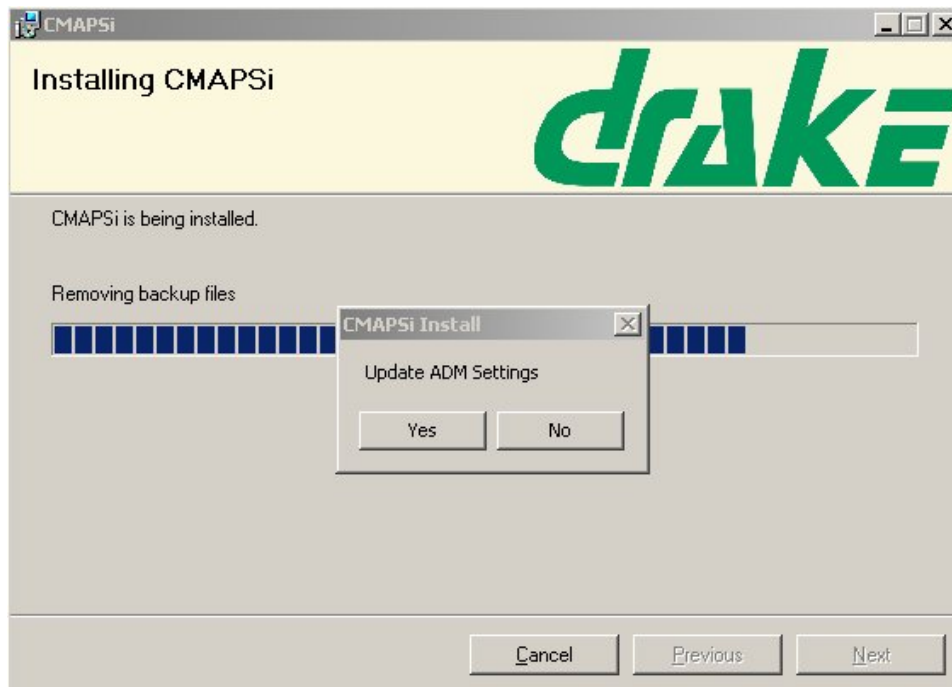 CMAPSi
Installing CMAPSi
drake
CMAPSi is being installed.
Removing backup files
CMAPSi Install
Update ADM Settings
Yes No
Cancel Previous Next